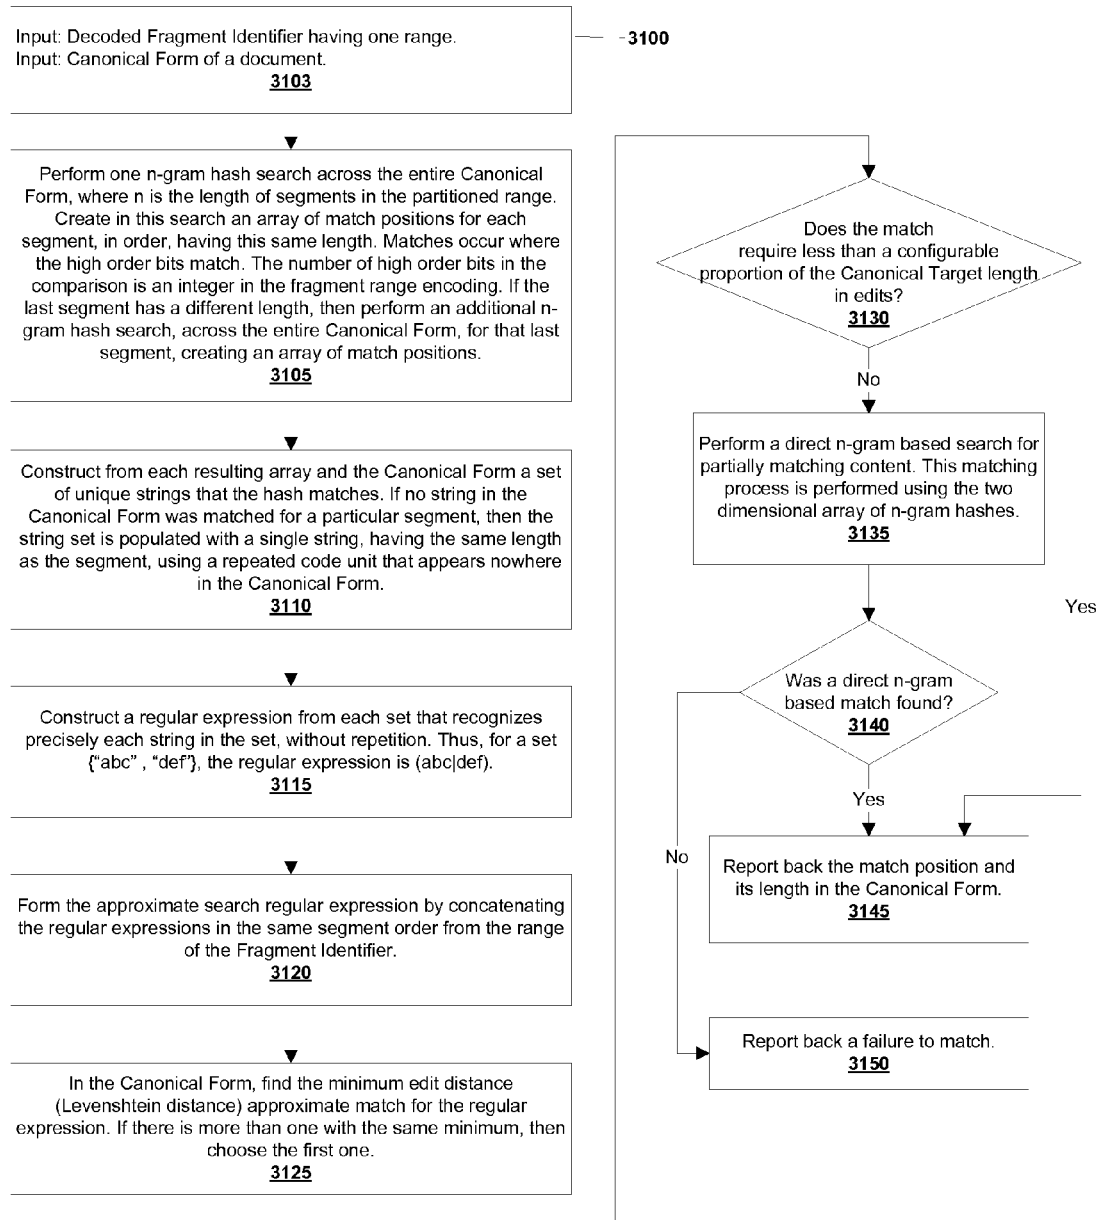 Input: Decoded Fragment Identifier having one range.
Input: Canonical Form of a document.
3103
3100
Perform one n-gram hash search across the entire Canonical
Form, where n is the length of segments in the partitioned range.
Create in this search an array of match positions for each
segment, in order, having this same length. Matches occur where
the high order bits match. The number of high order bits in the
comparison is an integer in the fragment range encoding. If the
last segment has a different length, then perform an additional n-
gram hash search, across the entire Canonical Form, for that last
segment, creating an array of match positions.
3105
Construct from each resulting array and the Canonical Form a set
of unique strings that the hash matches. If no string in the
Canonical Form was matched for a particular segment, then the
string set is populated with a single string, having the same length
as the segment, using a repeated code unit that appears nowhere
in the Canonical Form.
3110
Construct a regular expression from each set that recognizes
precisely each string in the set, without repetition. Thus, for a set
{“abc” , “def”}, the regular expression is (abc|def).
3115
Form the approximate search regular expression by concatenating
the regular expressions in the same segment order from the range
of the Fragment Identifier.
3120
In the Canonical Form, find the minimum edit distance
(Levenshtein distance) approximate match for the regular
expression. If there is more than one with the same minimum, then
choose the first one.
3125
Does the match
require less than a configurable
proportion of the Canonical Target length
in edits?
3130
No
Perform a direct n-gram based search for
partially matching content. This matching
process is performed using the two
dimensional array of n-gram hashes.
3135
Yes
Was a direct n-gram
based match found?
3140
Yes
No
Report back the match position and
its length in the Canonical Form.
3145
Report back a failure to match.
3150